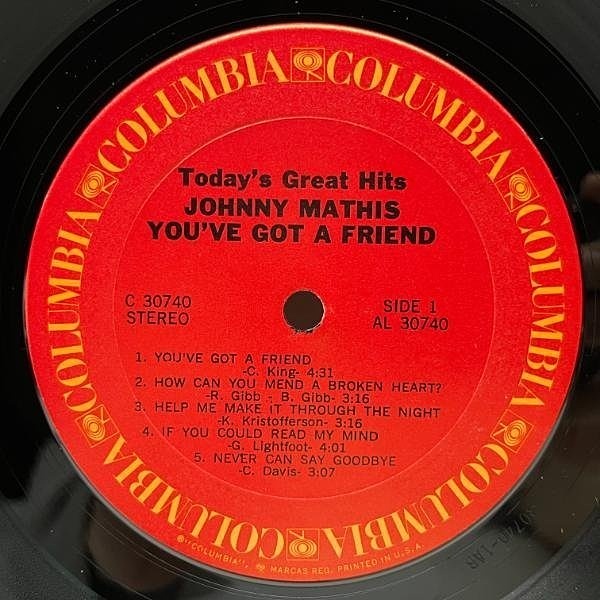 COLUMBIA COLUMBIA COLUMBIA COLUMBIA COLUMBIA COLUMBIA
Today's Great Hits
JOHNNY MATHIS
YOU'VE GOT A FRIEND
C 30740
STEREO
SIDE 1
AL 30740
1. YOU'VE GOT A FRIEND
-C. King- 4:31
2. HOW CAN YOU MEND A BROKEN HEART?
-R. Gibb - B. Gibb- 3:16
3. HELP ME MAKE IT THROUGH THE NIGHT
-K. Kristofferson- 3:16
4. IF YOU COULD READ MY MIND
-G. Lightfoot- 4:01
5. NEVER CAN SAY GOODBYE
-C. Davis- 3:07
"COLUMBIA", MARCAS REG. PRINTED IN U.S.A.